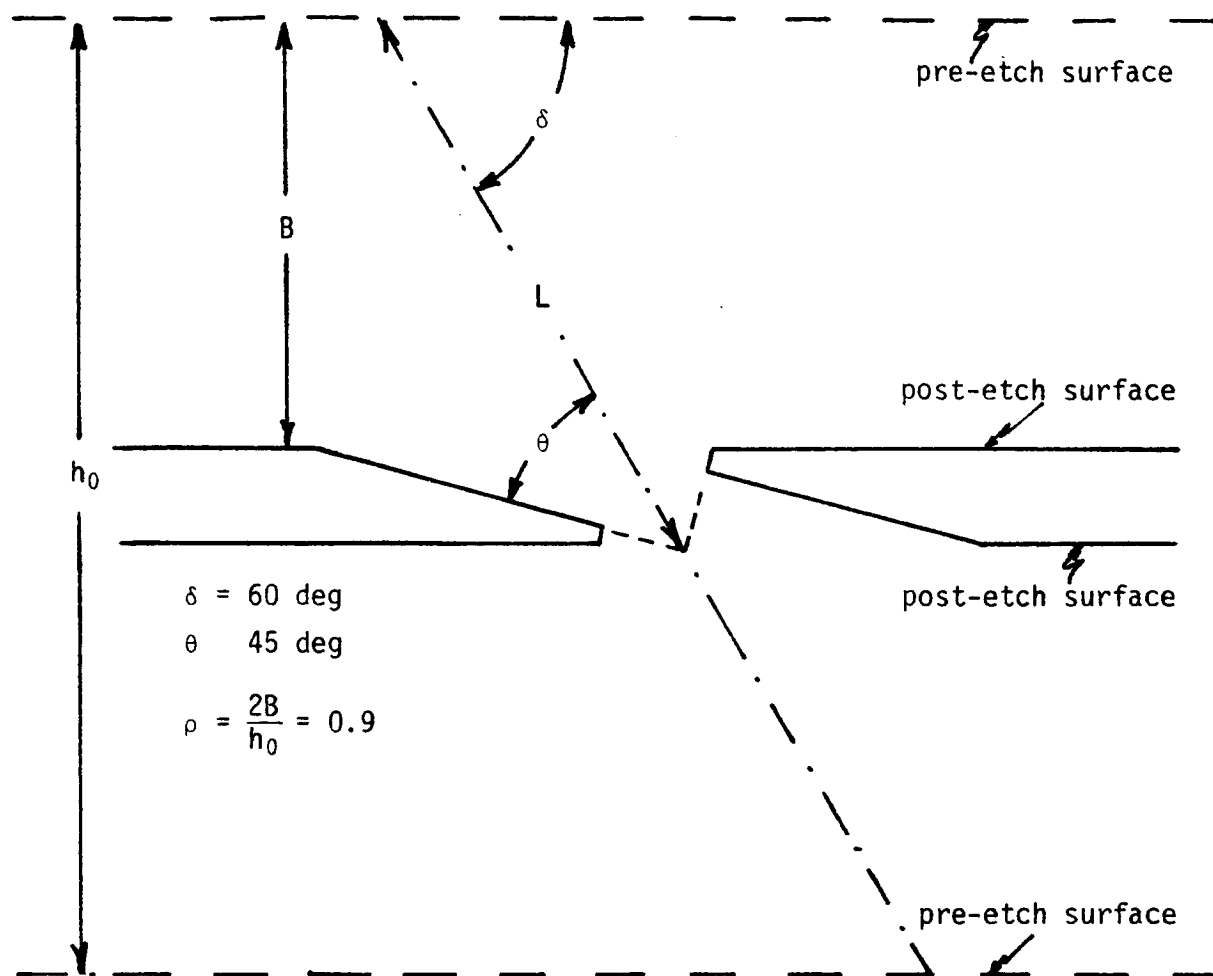 pre-etch surface
δ
B
L
post-etch surface
θ
h₀
post-etch surface
δ = 60 deg
θ 45 deg
ρ = 2B/h₀ = 0.9
pre-etch surface